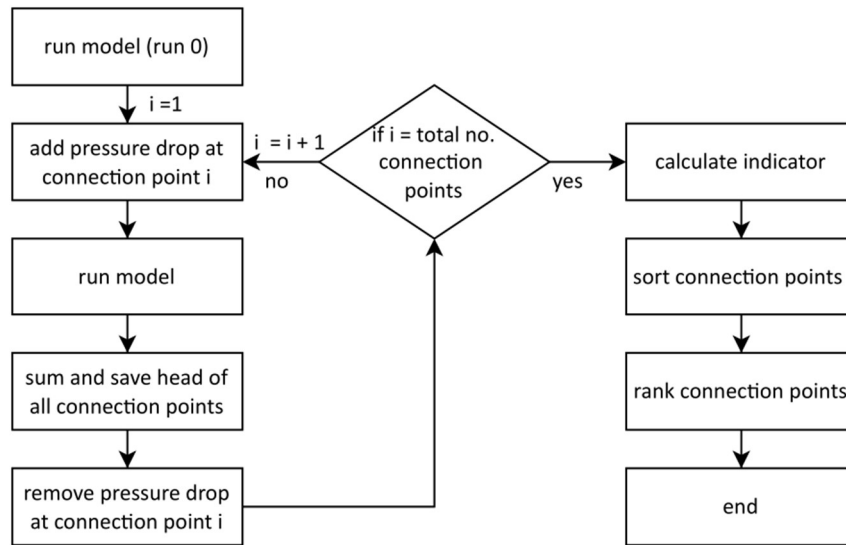 run model (run 0)
i =1
add pressure drop at
connection point i
run model
sum and save head of
all connection points
remove pressure drop
at connection point i
i = i + 1
no
if i = total no.
connection
points
yes
calculate indicator
sort connection points
rank connection points
end